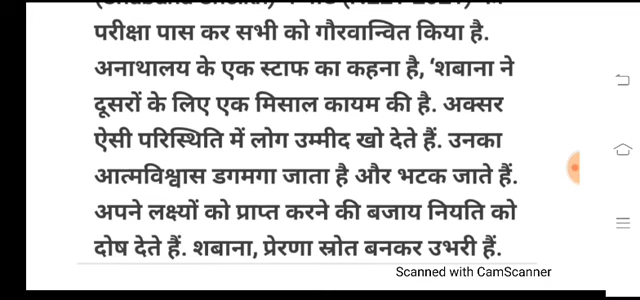 परीक्षा पास कर सभी को गौरवान्वित किया है.
अनाथालय के एक स्टाफ का कहना है, ‘शबाना ने
दूसरों के लिए एक मिसाल कायम की है. अक्सर
ऐसी परिस्थिति में लोग उम्मीद खो देते हैं. उनका
आत्मविश्वास डगमगा जाता है और भटक जाते हैं.
अपने लक्ष्यों को प्राप्त करने की बजाय नियति को
दोष देते हैं. शबाना, प्रेरणा स्रोत बनकर उभरी हैं.
Scanned with CamScanner